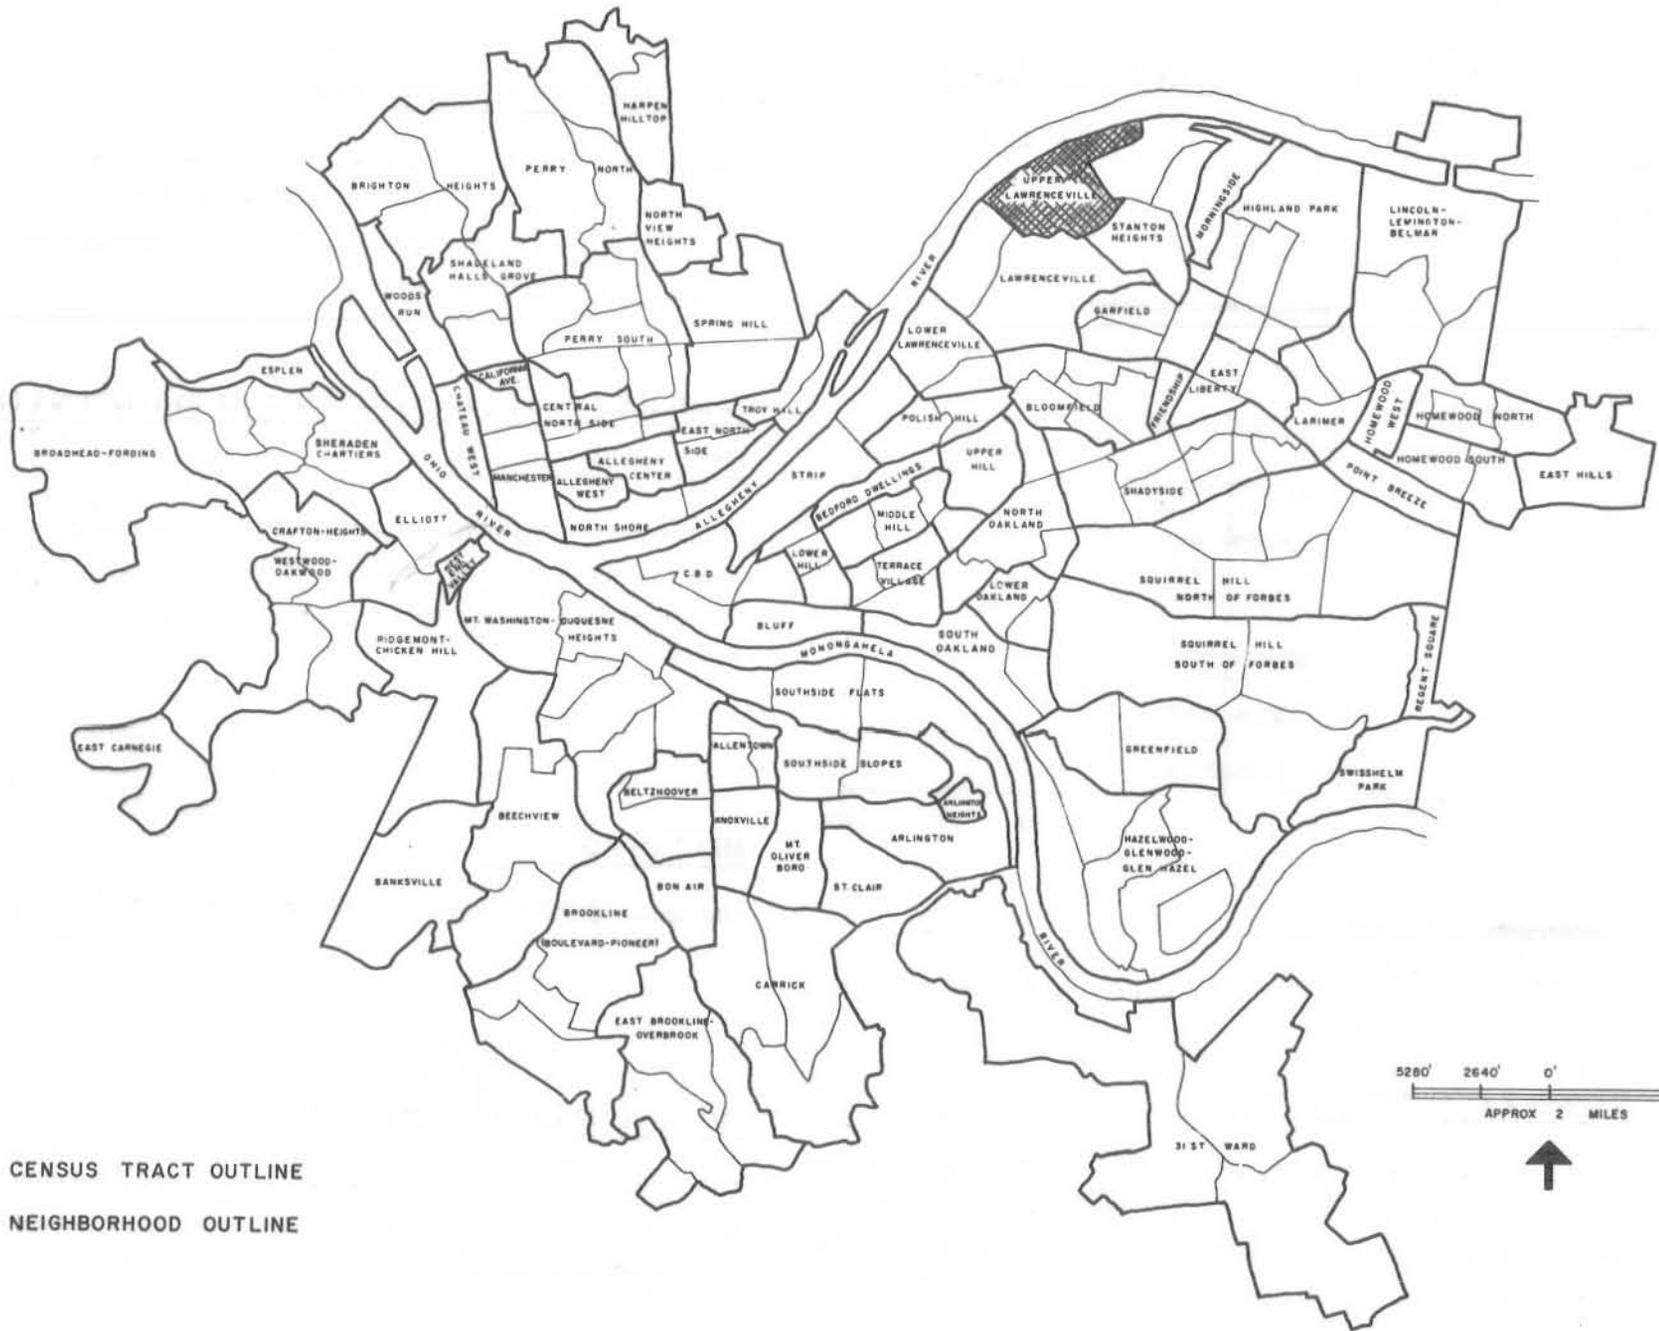 HARPEN
HILLTOP
PERRY NORTH
BRIGHTON HEIGHTS
NORTH
VIEW
HEIGHTS
UPPER
LAWRENCEVILLE
MORNINGSIDE
HIGHLAND PARK
LINCOLN-
LEMINGTON-
BELMAR
STANTON
HEIGHTS
SHADELAND
HALLS GROVE
WOODS
RUN
RIVER
LAWRENCEVILLE
GARFIELD
SPRING HILL
PERRY SOUTH
LOWER
LAWRENCEVILLE
ESPLEN
CALIFORNIA
AVE.
CHATEAU WEST
FRIENDSHIP
EAST
LIBERTY
HOMEWOOD
WEST
CENTRAL
NORTH SIDE
TROY HILL
POLISH HILL
BLOOMFIELD
LARIMER
HOMEWOOD NORTH
EAST NORTH
SIDE
SHERADEN
CHARTIERS
BROADHEAD-FORDING
OHIO
RIVER
MANCHESTER
ALLEGHENY
WEST
ALLEGHENY
CENTER
STRIP
UPPER
HILL
HOMEWOOD SOUTH
POINT BREEZE
EAST HILLS
SHADYSIDE
BEDFORD DWELLINGS
ALLEGHENY
NORTH SHORE
MIDDLE
HILL
NORTH
OAKLAND
ELLIOTT
CRAFTON-HEIGHTS
WESTWOOD-
OAKWOOD
WEST
END
VALLEY
C.B.D
LOWER
HILL
TERRACE
VILLAGE
LOWER
OAKLAND
SQUIRREL HILL
NORTH OF FORBES
MT. WASHINGTON-DUQUESNE
HEIGHTS
BLUFF
SOUTH
OAKLAND
RIDGEMONT-
CHICKEN HILL
MONONGAHELA
SQUIRREL HILL
SOUTH OF FORBES
REGENT SQUARE
SOUTHSIDE FLATS
EAST CARNEGIE
ALLENTOWN
SOUTHSIDE SLOPES
GREENFIELD
SWISSHELM
PARK
BELTZHOOVER
ARLINGTON
HEIGHTS
BEECHVIEW
KNOXVILLE
MT.
OLIVER
BORO
ARLINGTON
HAZELWOOD-
GLENWOOD-
GLEN HAZEL
BANKSVILLE
BON AIR
ST. CLAIR
BROOKLINE
(BOULEVARD-PIONEER)
RIVER
CARRICK
EAST BROOKLINE-
OVERBROOK
5280' 2640' 0'
APPROX 2 MILES
31 ST WARD
CENSUS TRACT OUTLINE
NEIGHBORHOOD OUTLINE